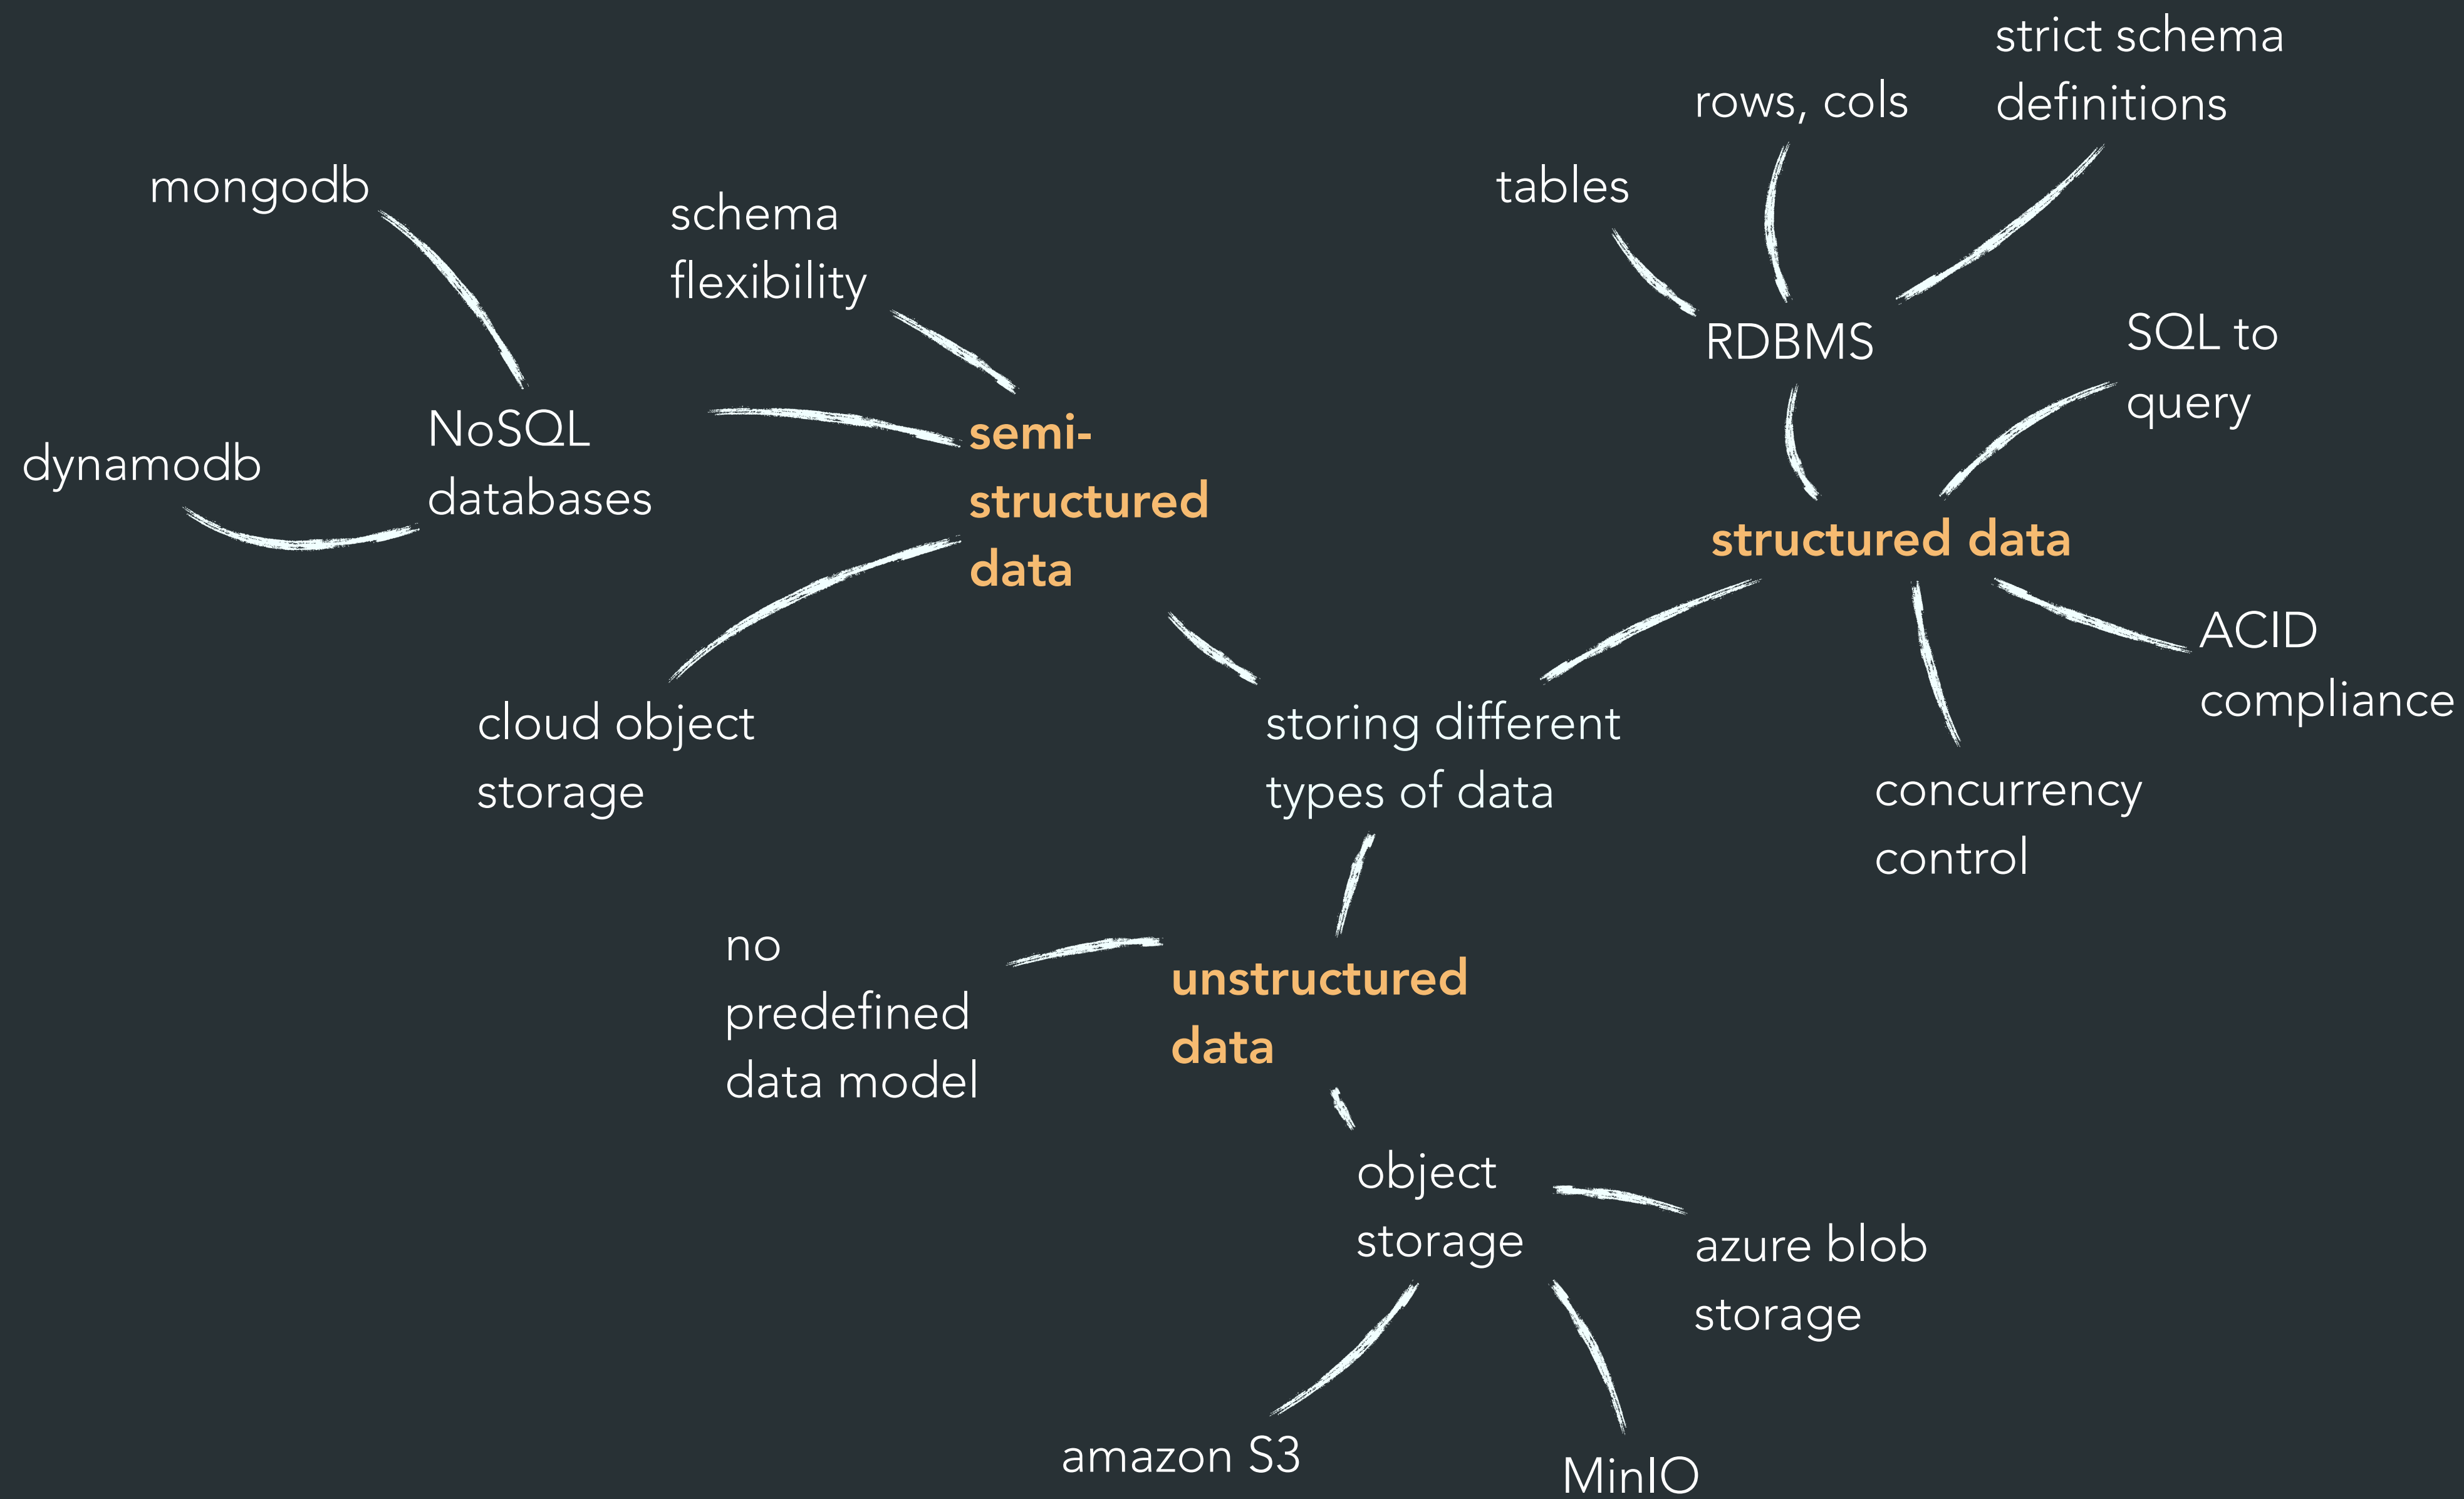 strict schema
definitions
rows, cols
tables
mongodb
schema
flexibility
RDBMS
SQL to
query
NoSQL
databases
dynamodb
semi-
structured
data
structured data
ACID
compliance
cloud object
storage
storing different
types of data
concurrency
control
no
predefined
data model
unstructured
data
object
storage
azure blob
storage
amazon S3
MinIO